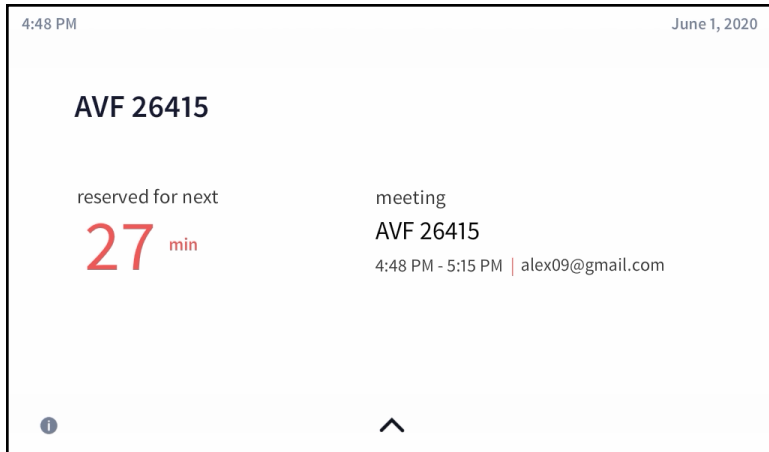 4:48 PM
June 1, 2020
AVF 26415
reserved for next
27 min
meeting
AVF 26415
4:48 PM - 5:15 PM | alex09@gmail.com
i